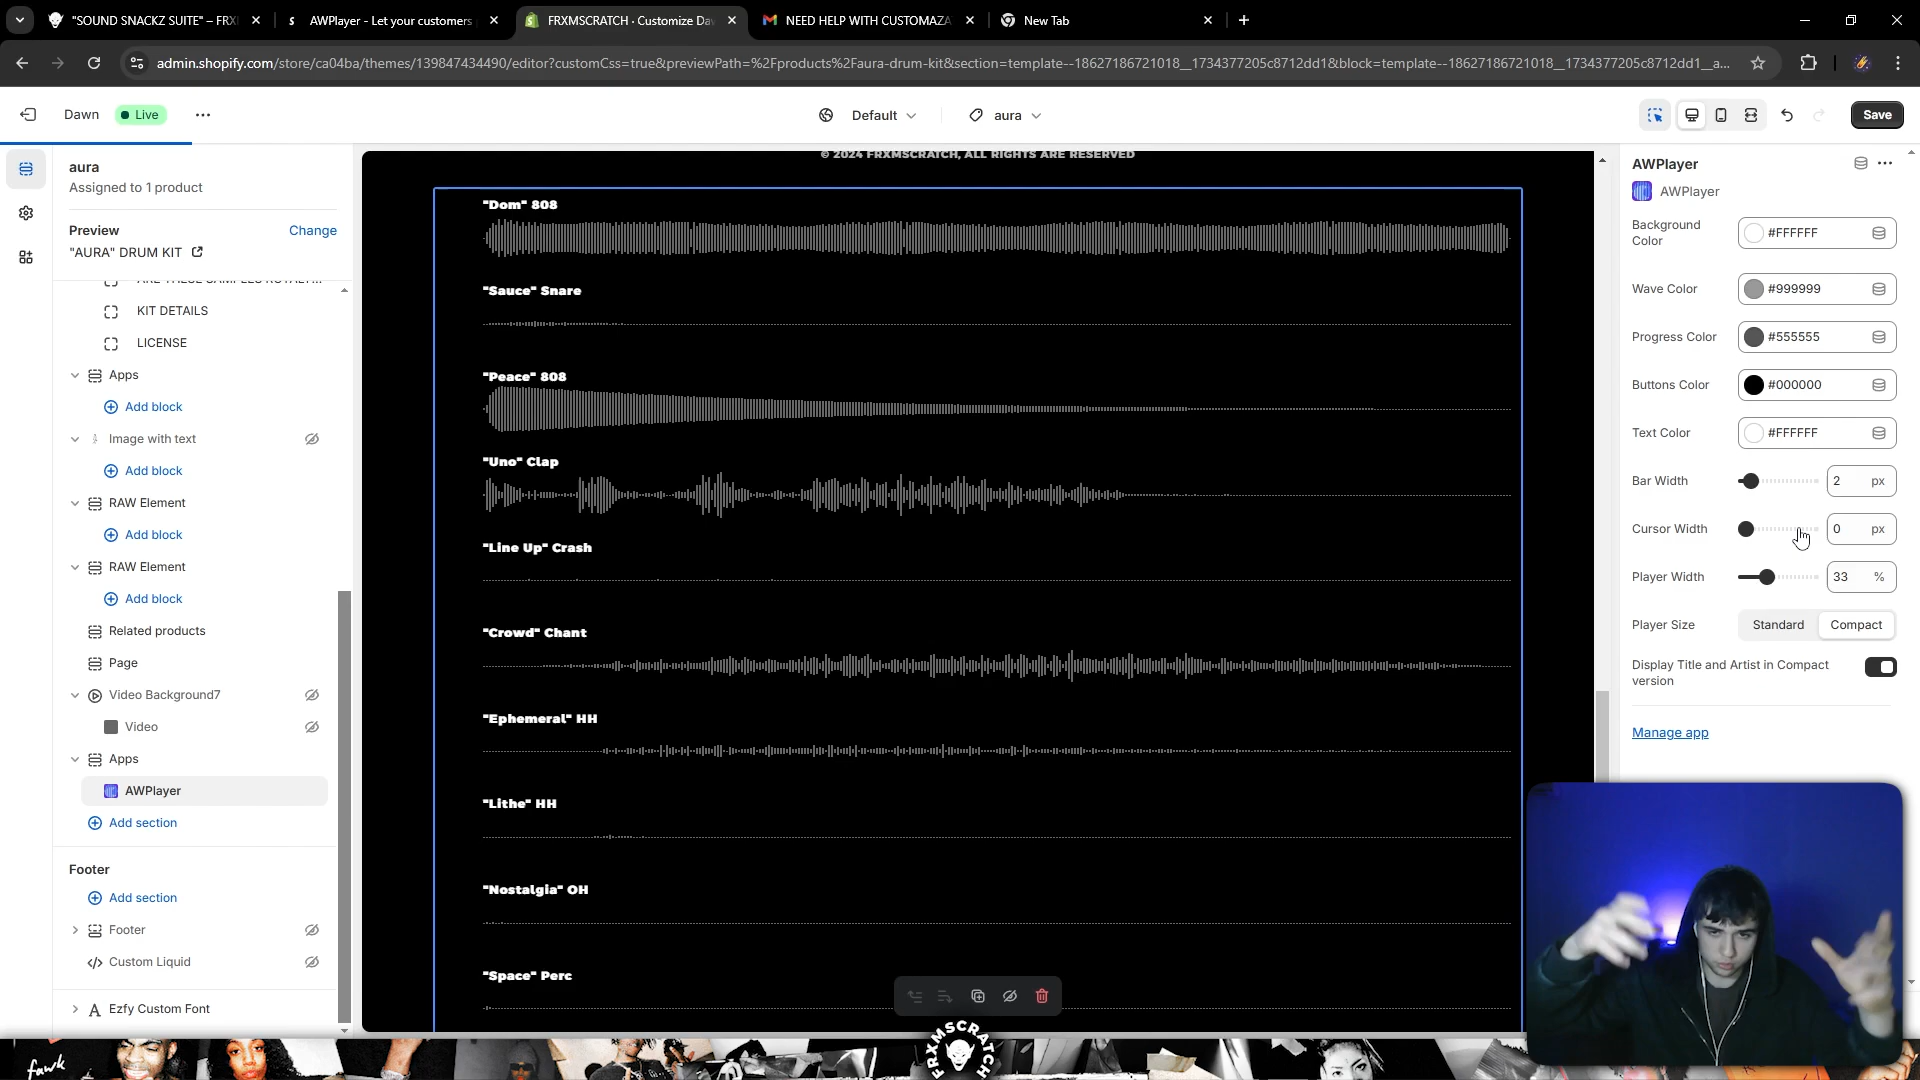 "SOUND SNACKZ SUITE" – FRX
AWPlayer - Let your customers
FRXMSCRATCH · Customize Da
NEED HELP WITH CUSTOMAZA
New Tab
admin.shopify.com/store/ca04ba/themes/139847434490/editor?customCss=true&previewPath=%2Fproducts%2Faura-drum-kit&section=template--18627186721018__1734377205c8712dd1&block=template--18627186721018__1734377205c8712dd1__a...
Dawn
Live
Default
aura
Save
aura
Assigned to 1 product
Preview
Change
"AURA" DRUM KIT
KIT DETAILS
LICENSE
Apps
Add block
Image with text
Add block
RAW Element
Add block
RAW Element
Add block
Related products
Page
Video Background7
Video
Apps
AWPlayer
Add section
Footer
Add section
Footer
Custom Liquid
Ezfy Custom Font
© 2024 FRXMSCRATCH, ALL RIGHTS ARE RESERVED
"Dom" 808
"Sauce" Snare
"Peace" 808
"Uno" Clap
"Line Up" Crash
"Crowd" Chant
"Ephemeral" HH
"Lithe" HH
"Nostalgia" OH
"Space" Perc
AWPlayer
AWPlayer
Background
Color
#FFFFFF
Wave Color
#999999
Progress Color
#555555
Buttons Color
#000000
Text Color
#FFFFFF
Bar Width
2 px
Cursor Width
0 px
Player Width
33 %
Player Size
Standard
Compact
Display Title and Artist in Compact
version
Manage app
FRXMSCRATCH